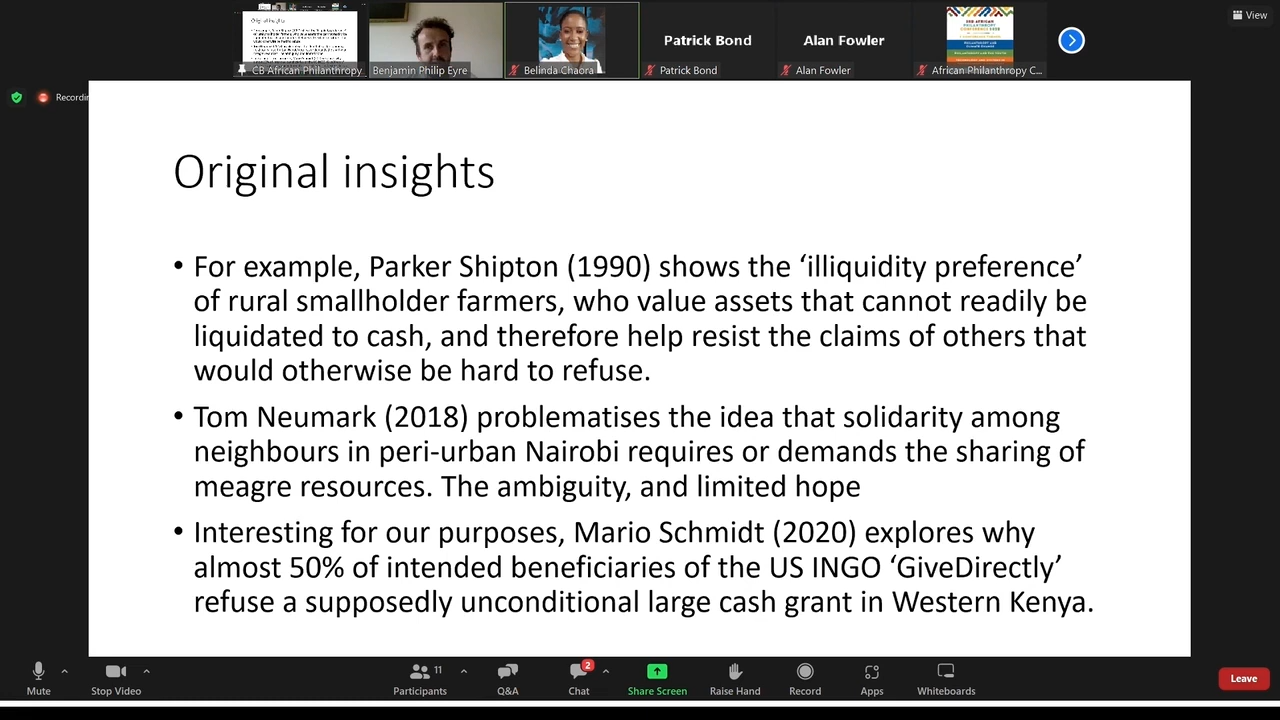 Original insights
Patrick Bond
Alan Fowler
View
CB African Philanthropy
Benjamin Philip Eyre
Belinda Chaora
Patrick Bond
Alan Fowler
African Philanthropy C...
Recordin
Original insights
• For example, Parker Shipton (1990) shows the ‘illiquidity preference’
of rural smallholder farmers, who value assets that cannot readily be
liquidated to cash, and therefore help resist the claims of others that
would otherwise be hard to refuse.
• Tom Neumark (2018) problematises the idea that solidarity among
neighbours in peri-urban Nairobi requires or demands the sharing of
meagre resources. The ambiguity, and limited hope
• Interesting for our purposes, Mario Schmidt (2020) explores why
almost 50% of intended beneficiaries of the US INGO ‘GiveDirectly’
refuse a supposedly unconditional large cash grant in Western Kenya.
11
2
Mute
Stop Video
Participants
Q&A
Chat
Share Screen
Raise Hand
Record
Apps
Whiteboards
Leave